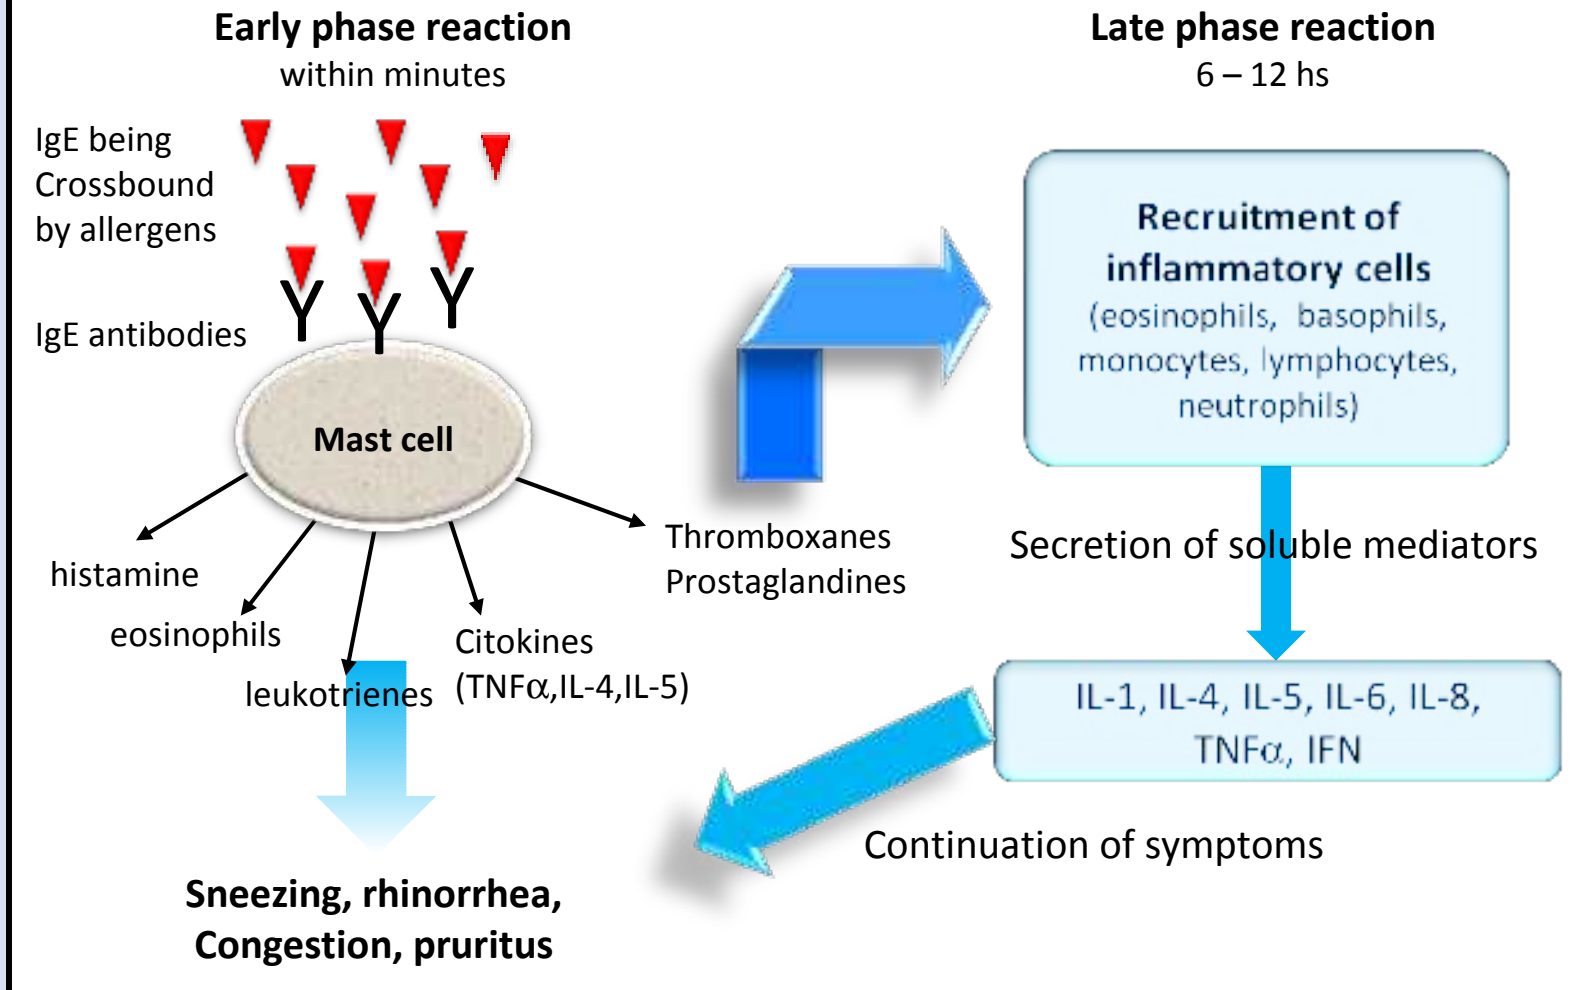 Early phase reaction
within minutes
IgE being
Crossbound
by allergens
IgE antibodies
Mast cell
histamine
eosinophils
leukotrienes
Citokines
(TNFα,IL-4,IL-5)
Thromboxanes
Prostaglandines
Sneezing, rhinorrhea,
Congestion, pruritus
Late phase reaction
6 – 12 hs
Recruitment of
inflammatory cells
(eosinophils, basophils,
monocytes, lymphocytes,
neutrophils)
Secretion of soluble mediators
IL-1, IL-4, IL-5, IL-6, IL-8,
TNFα, IFN
Continuation of symptoms